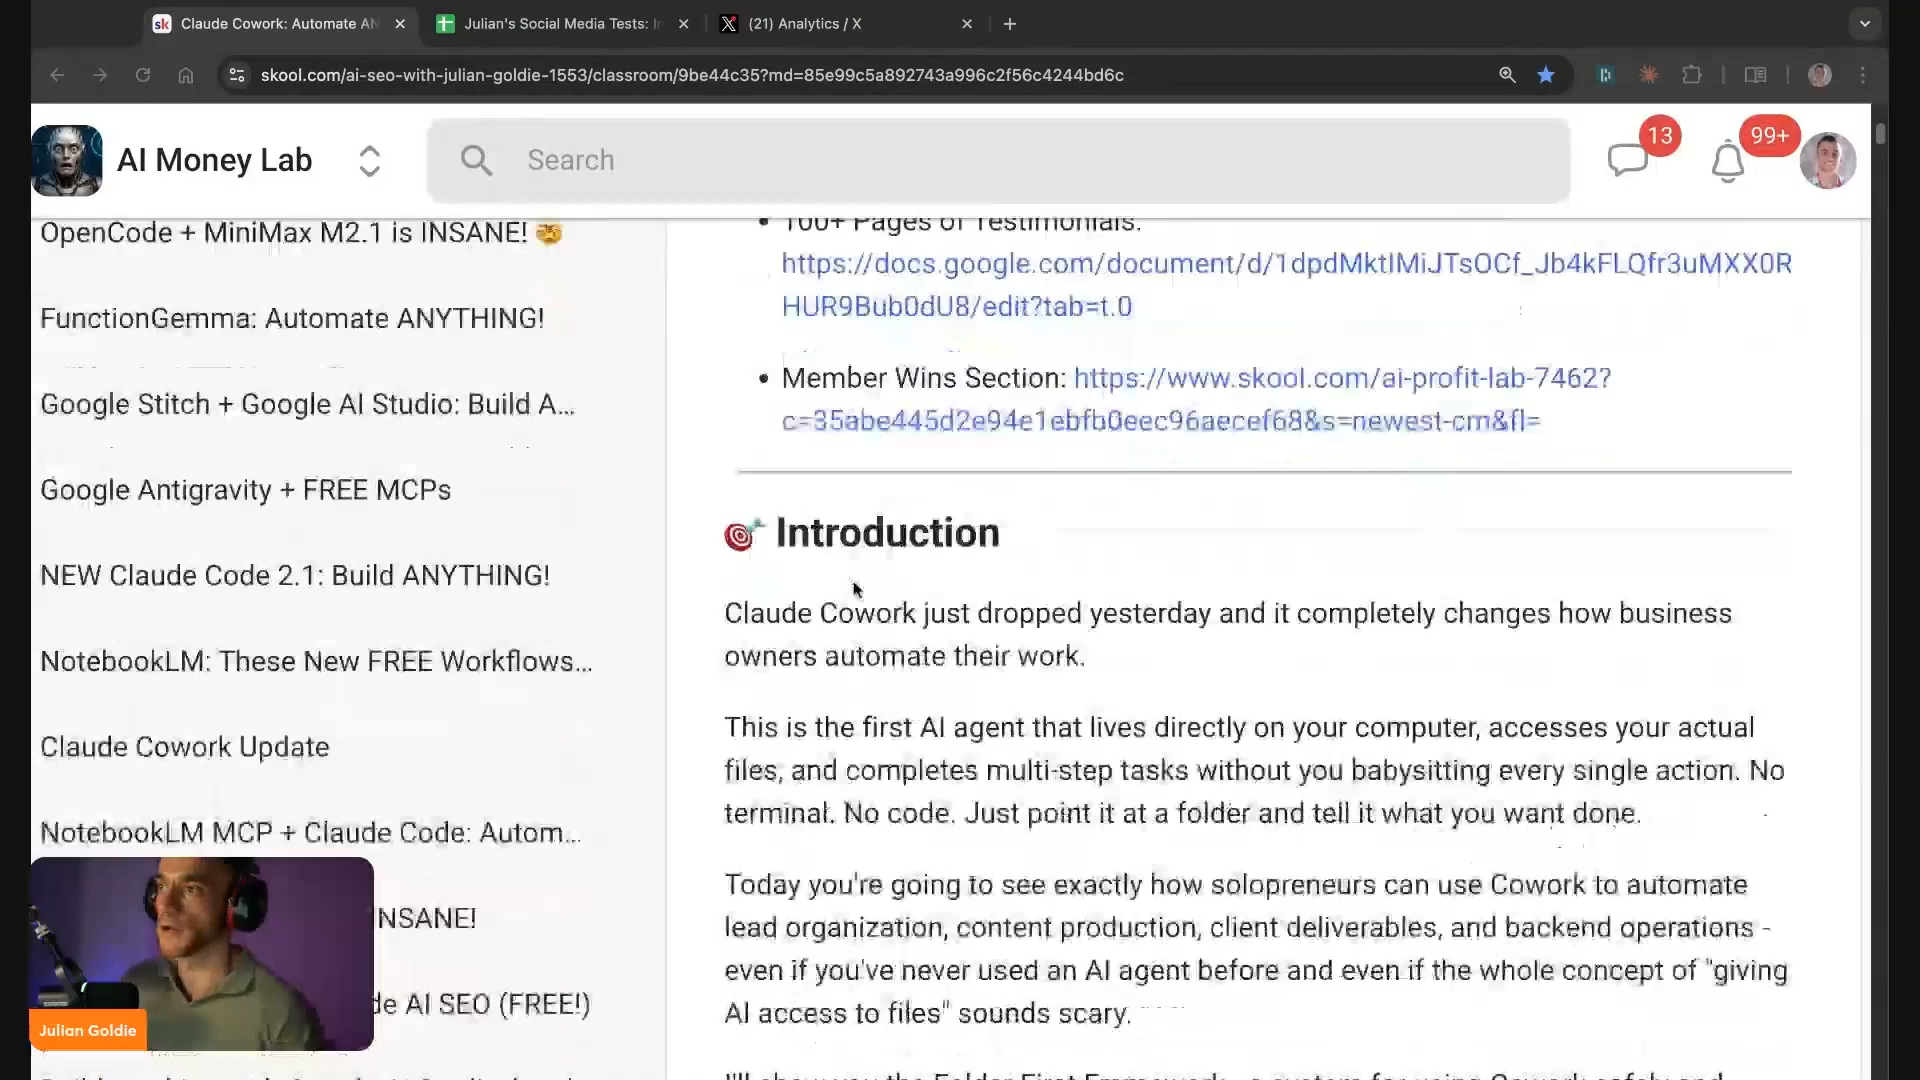 Claude Cowork: Automate AN
Julian's Social Media Tests: In
(21) Analytics / X
skool.com/ai-seo-with-julian-goldie-1553/classroom/9be44c35?md=85e99c5a892743a996c2f56c4244bd6c
AI Money Lab
Search
13
99+
OpenCode + MiniMax M2.1 is INSANE! 🤯
FunctionGemma: Automate ANYTHING!
Google Stitch + Google AI Studio: Build A...
Google Antigravity + FREE MCPs
NEW Claude Code 2.1: Build ANYTHING!
NotebookLM: These New FREE Workflows...
Claude Cowork Update
NotebookLM MCP + Claude Code: Autom...
INSANE!
de AI SEO (FREE!)
Julian Goldie
• 100+ Pages of Testimonials:
https://docs.google.com/document/d/1dpdMktIMiJTsOCf_Jb4kFLQfr3uMXX0R
HUR9Bub0dU8/edit?tab=t.0
• Member Wins Section: https://www.skool.com/ai-profit-lab-7462?
c=35abe445d2e94e1ebfb0eec96aecef68&s=newest-cm&fl=
🎯 Introduction
Claude Cowork just dropped yesterday and it completely changes how business
owners automate their work.
This is the first AI agent that lives directly on your computer, accesses your actual
files, and completes multi-step tasks without you babysitting every single action. No
terminal. No code. Just point it at a folder and tell it what you want done.
Today you're going to see exactly how solopreneurs can use Cowork to automate
lead organization, content production, client deliverables, and backend operations -
even if you've never used an AI agent before and even if the whole concept of "giving
AI access to files" sounds scary.